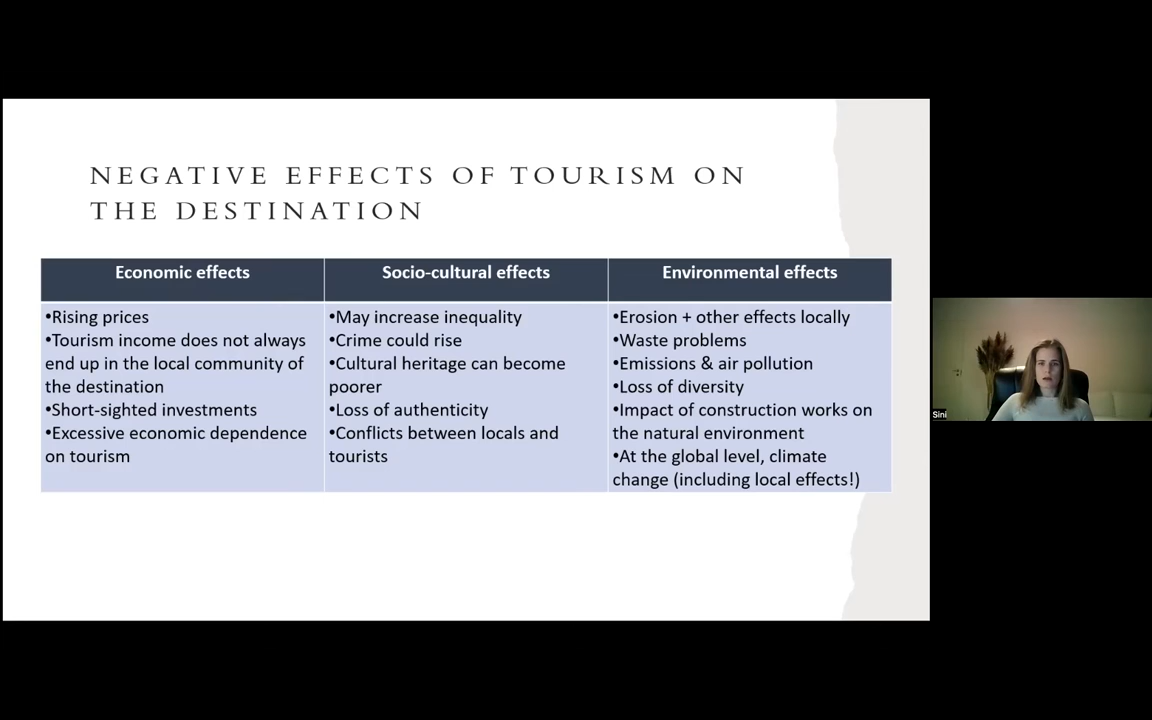 NEGATIVE EFFECTS OF TOURISM ON
THE DESTINATION
Economic effects
•Rising prices
•Tourism income does not always
end up in the local community of
the destination
•Short-sighted investments
•Excessive economic dependence
on tourism
Socio-cultural effects
•May increase inequality
•Crime could rise
•Cultural heritage can become
poorer
•Loss of authenticity
•Conflicts between locals and
tourists
Environmental effects
•Erosion + other effects locally
•Waste problems
•Emissions & air pollution
•Loss of diversity
•Impact of construction works on
the natural environment
•At the global level, climate
change (including local effects!)
Sini